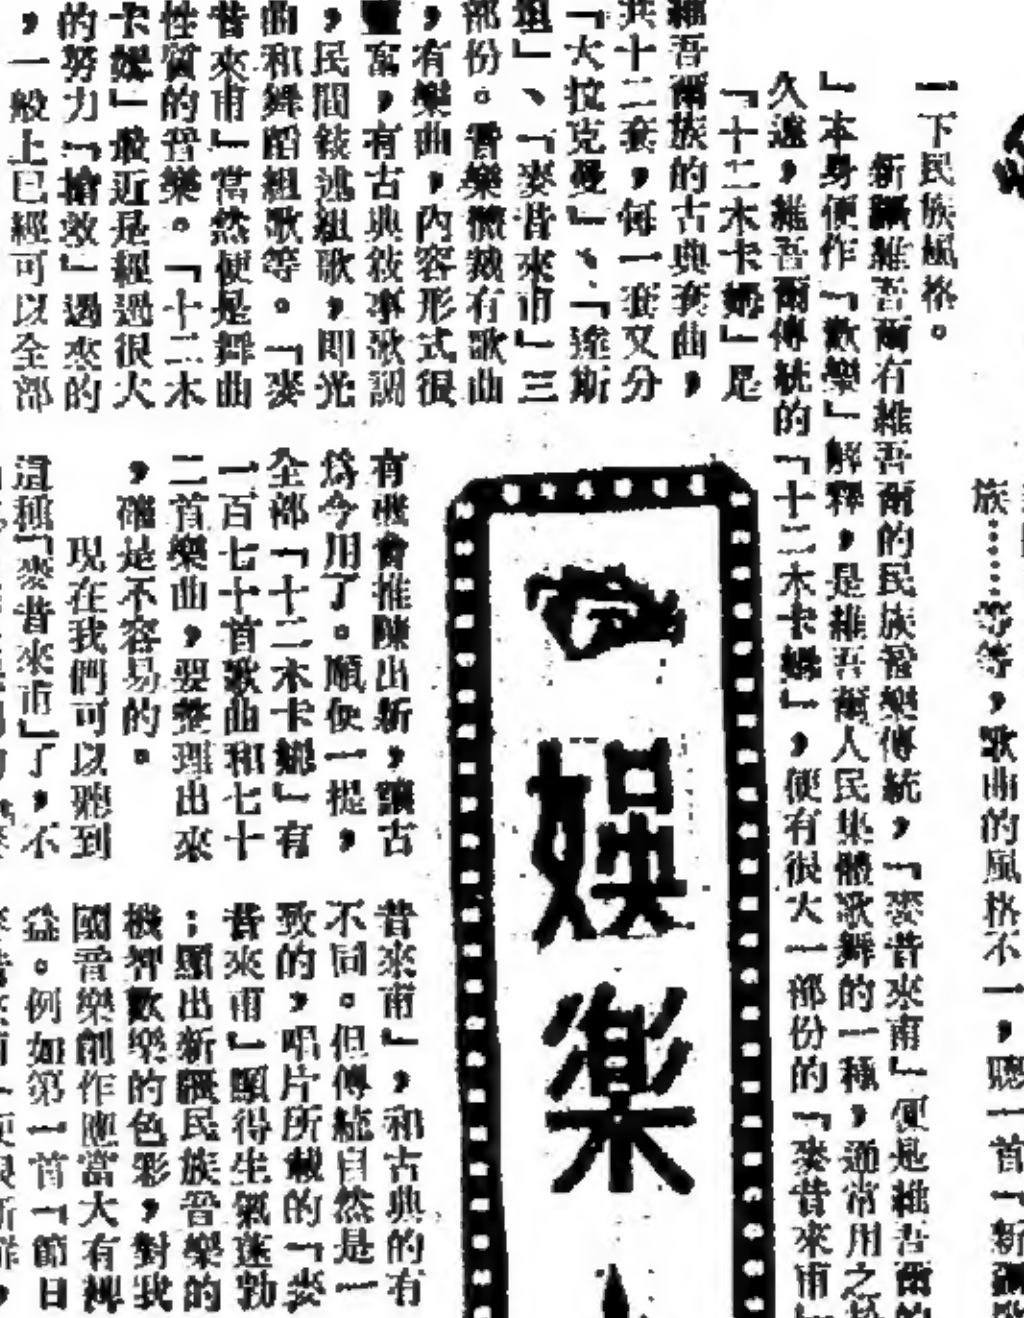 族……等等，歌曲的風格不一，聽一首「新疆
一下民族風格。
新疆維吾爾有維吾爾的民族音樂傳統，「麥昔來甫」便是維吾爾的
」本身便作「歡樂」解釋，是維吾爾人民集體歌舞的一種，通常用之於
久遠，維吾爾傳統的「十二木卡姆」，便有很大一部份的「麥昔來甫」
「十二木卡姆」是
維吾爾族的古典套曲，
共十二套，每一套又分
「大拉克曼」、「達斯
坦」、「麥昔來甫」三
部份。音樂體裁有歌曲
，有樂曲，內容形式很
豐富，有古典敍事歌調
，民間敍述組歌，即光
曲和舞蹈組歌等。「麥
昔來甫」當然便是舞曲
性質的音樂。「十二木
卡姆」最近是經過很大
的努力「搶救」過來的
，一般上已經可以全部
娛樂
有機會推陳出新，讓古
爲今用了。順便一提，
全部「十二木卡姆」有
一百七十首歌曲和七十
二首樂曲，要整理出來
，確是不容易的。
現在我們可以聽到
這種「麥昔來甫」了，不
昔來甫」，和古典的有
不同。但傳統自然是一
致的，唱片所載的「麥
昔來甫」顯得生氣蓬勃
；顯出新疆民族音樂的
機智歡樂的色彩，對我
國音樂創作應當大有裨
益。例如第一首「節日